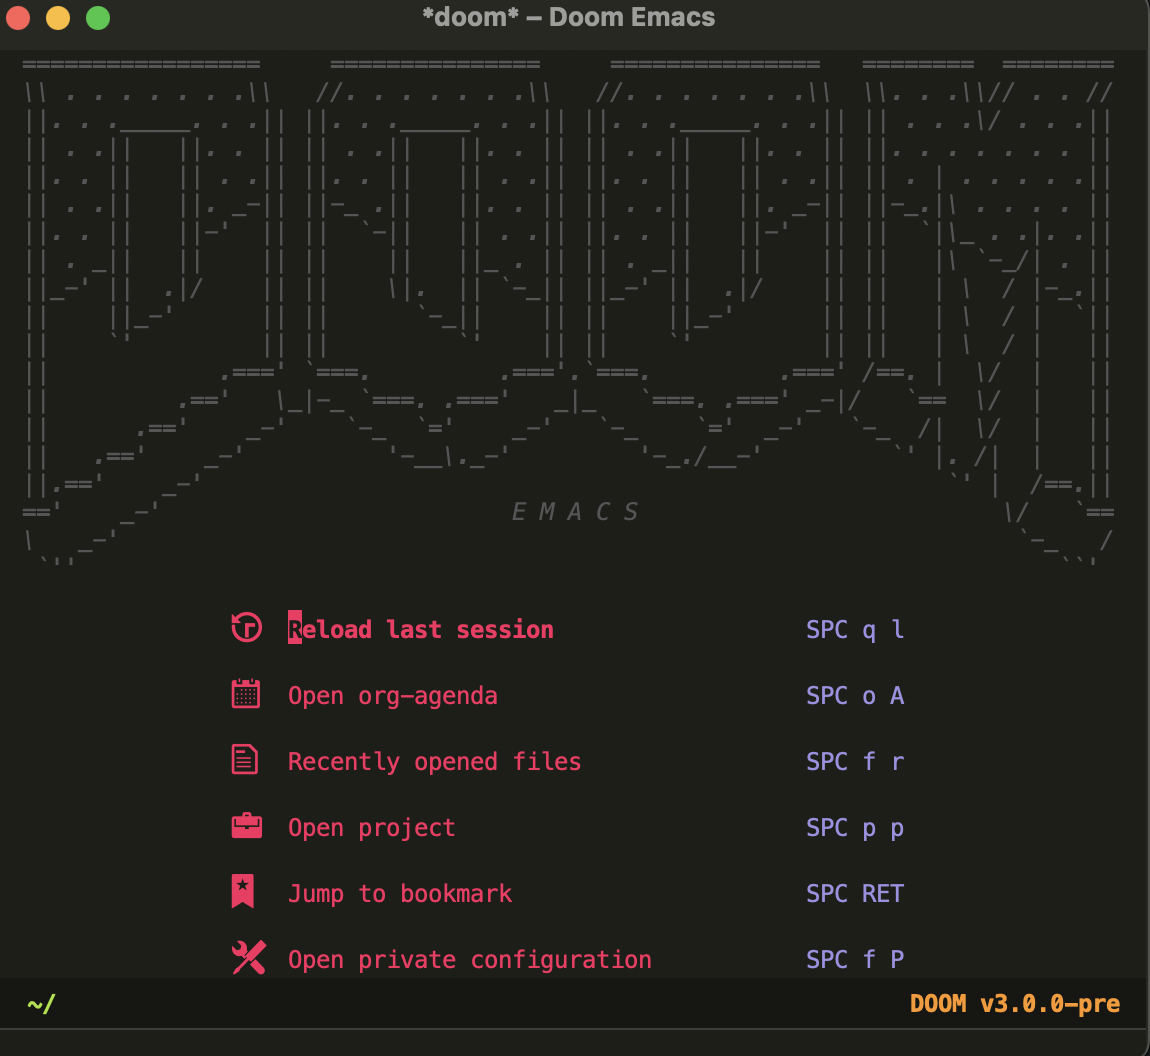 *doom* – Doom Emacs
E M A C S
Reload last session SPC q l
Open org-agenda SPC o A
Recently opened files SPC f r
Open project SPC p p
Jump to bookmark SPC RET
Open private configuration SPC f P
~/ DOOM v3.0.0-pre